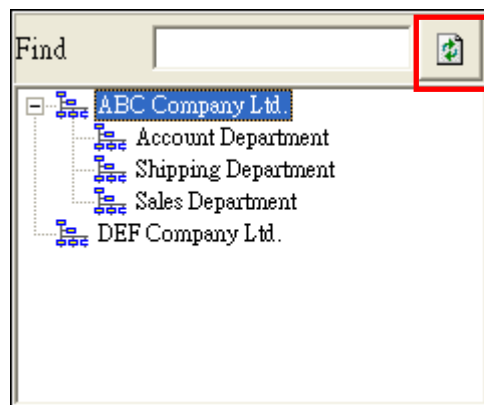 Find
ABC Company Ltd.
Account Department
Shipping Department
Sales Department
DEF Company Ltd.